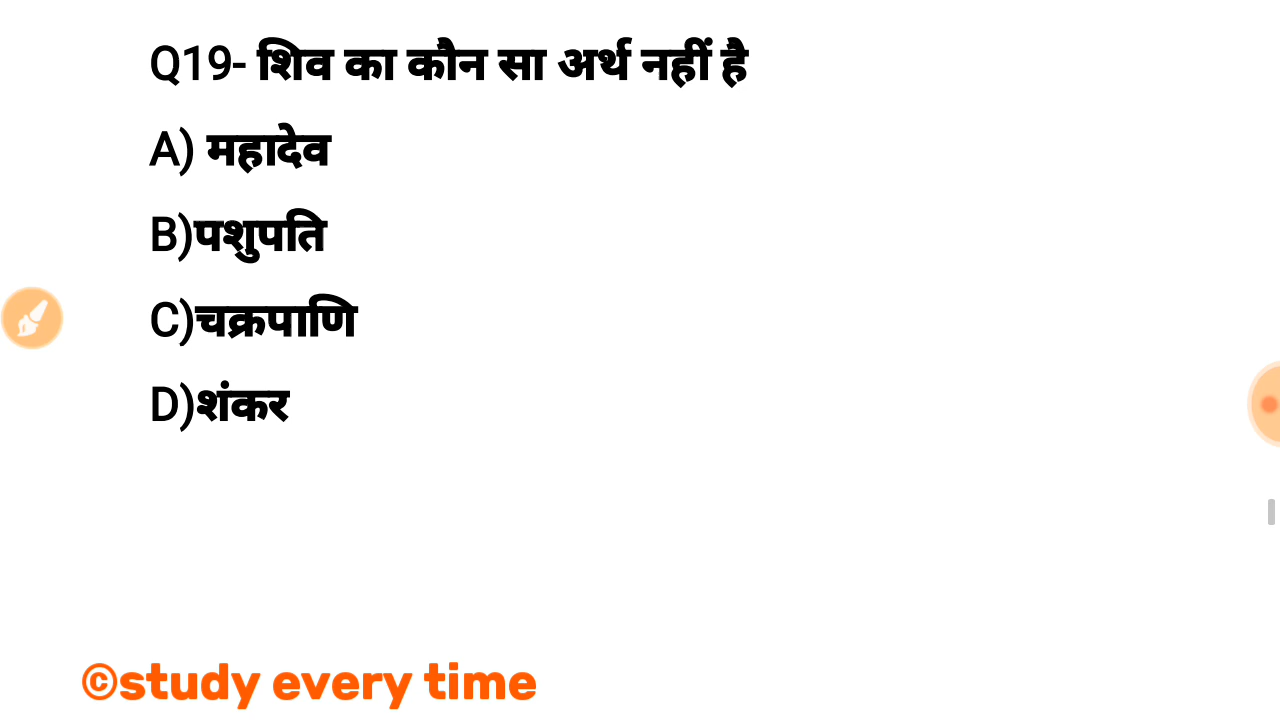 Q19- शिव का कौन सा अर्थ नहीं है
A) महादेव
B)पशुपति
C)चक्रपाणि
D)शंकर
©study every time